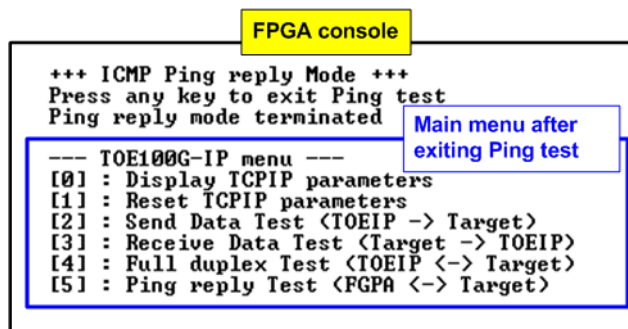 FPGA console
+++ ICMP Ping reply Mode +++
Press any key to exit Ping test
Ping reply mode terminated
Main menu after
exiting Ping test
--- TOE100G-IP menu ---
[0] : Display TCPIP parameters
[1] : Reset TCPIP parameters
[2] : Send Data Test (TOEIP -> Target)
[3] : Receive Data Test (Target -> TOEIP)
[4] : Full duplex Test (TOEIP <-> Target)
[5] : Ping reply Test (FGPA <-> Target)